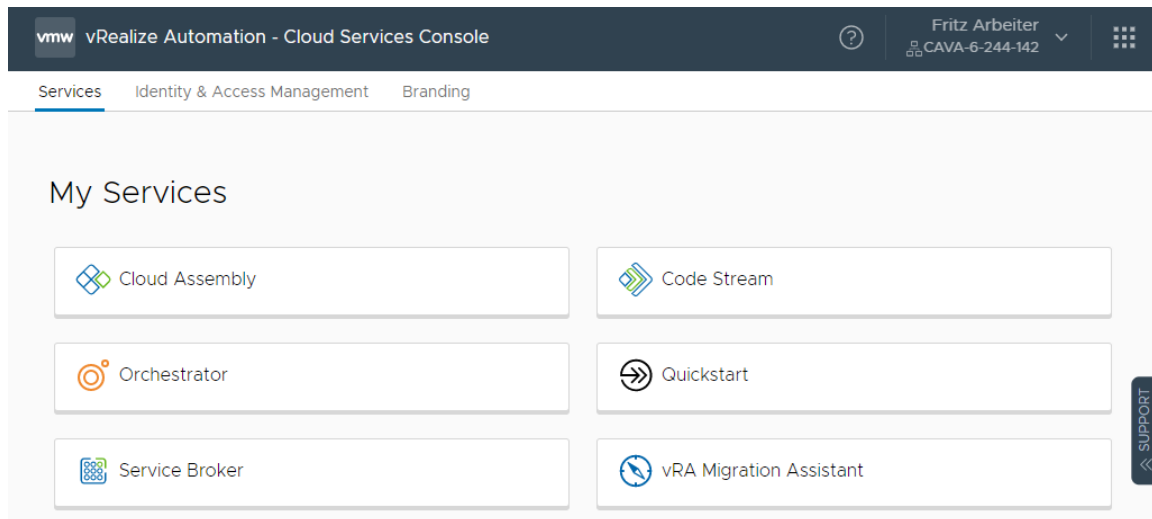 vmw vRealize Automation - Cloud Services Console
Fritz Arbeiter
CAVA-6-244-142
Services Identity & Access Management Branding
My Services
Cloud Assembly
Code Stream
Orchestrator
Quickstart
Service Broker
vRA Migration Assistant
SUPPORT